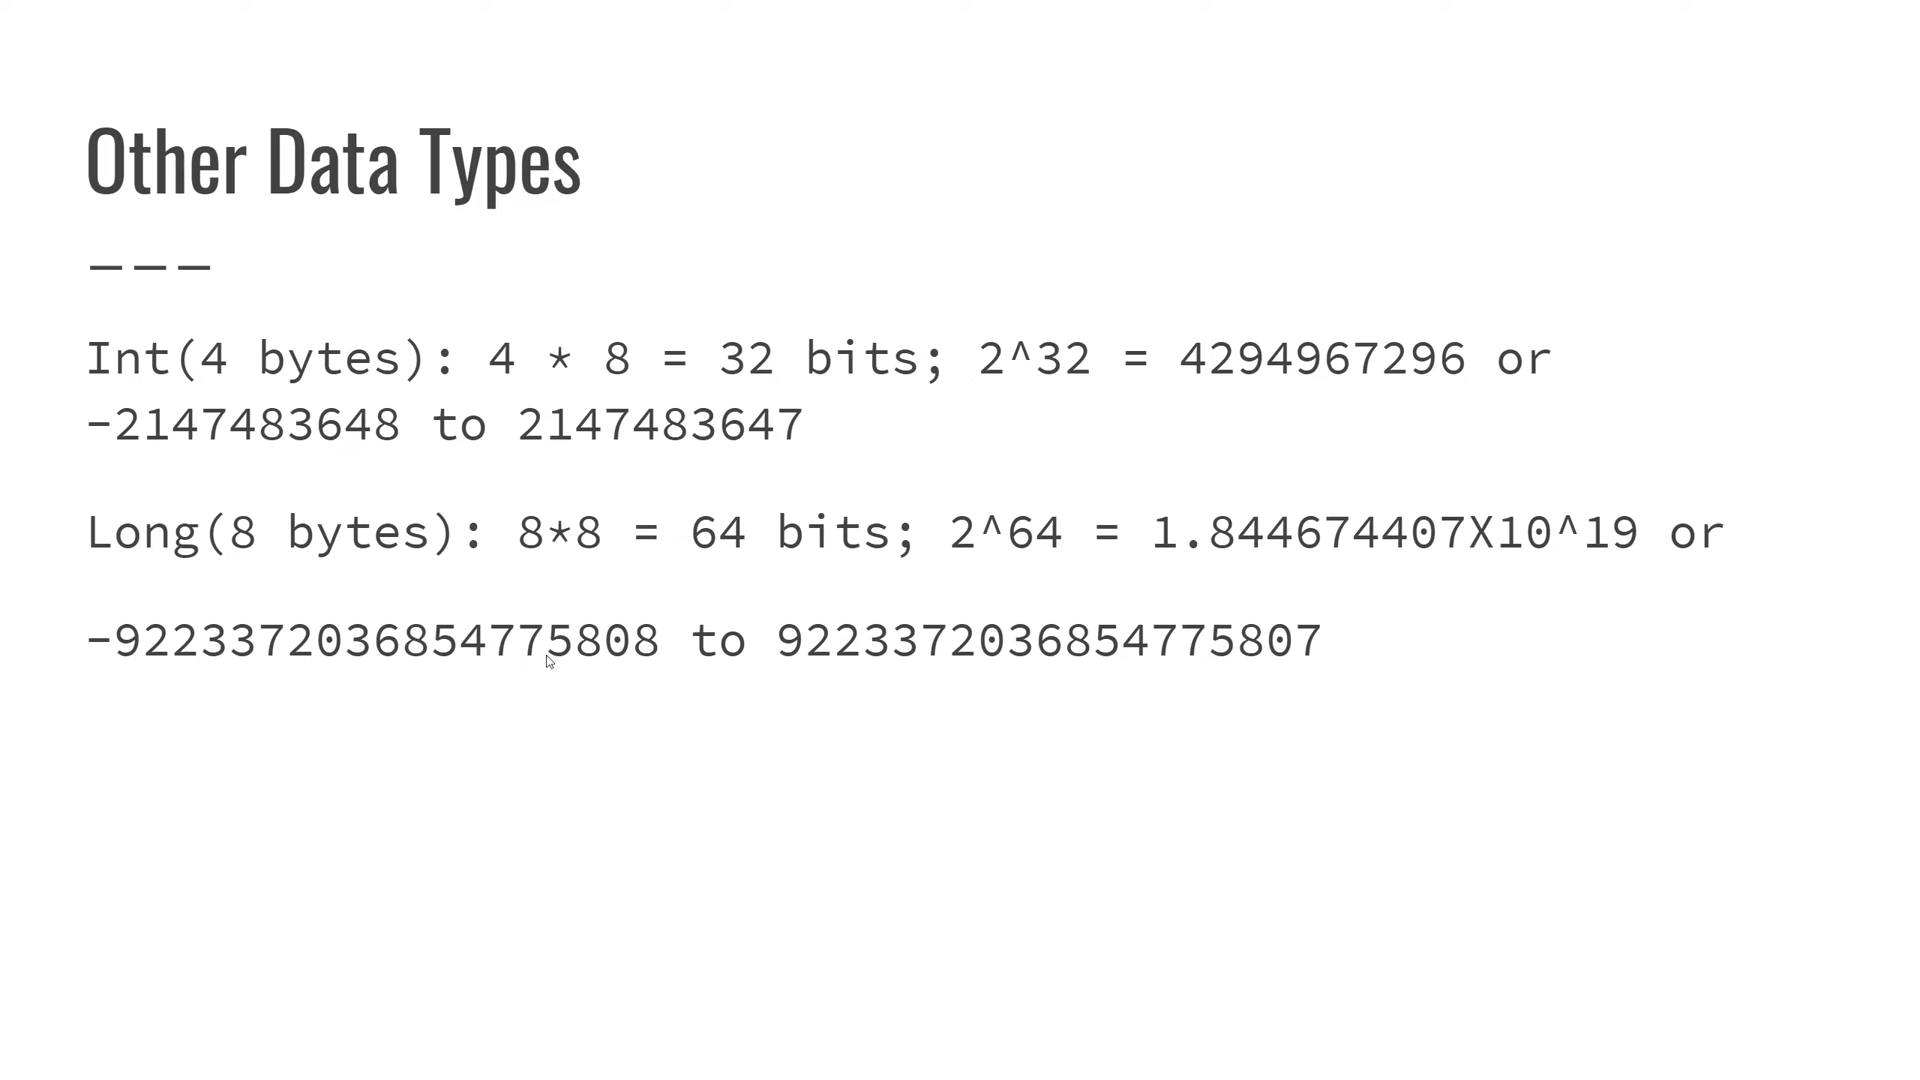 Other Data Types
———
Int(4 bytes): 4 * 8 = 32 bits; 2^32 = 4294967296 or
-2147483648 to 2147483647
Long(8 bytes): 8*8 = 64 bits; 2^64 = 1.844674407X10^19 or
-9223372036854775808 to 9223372036854775807